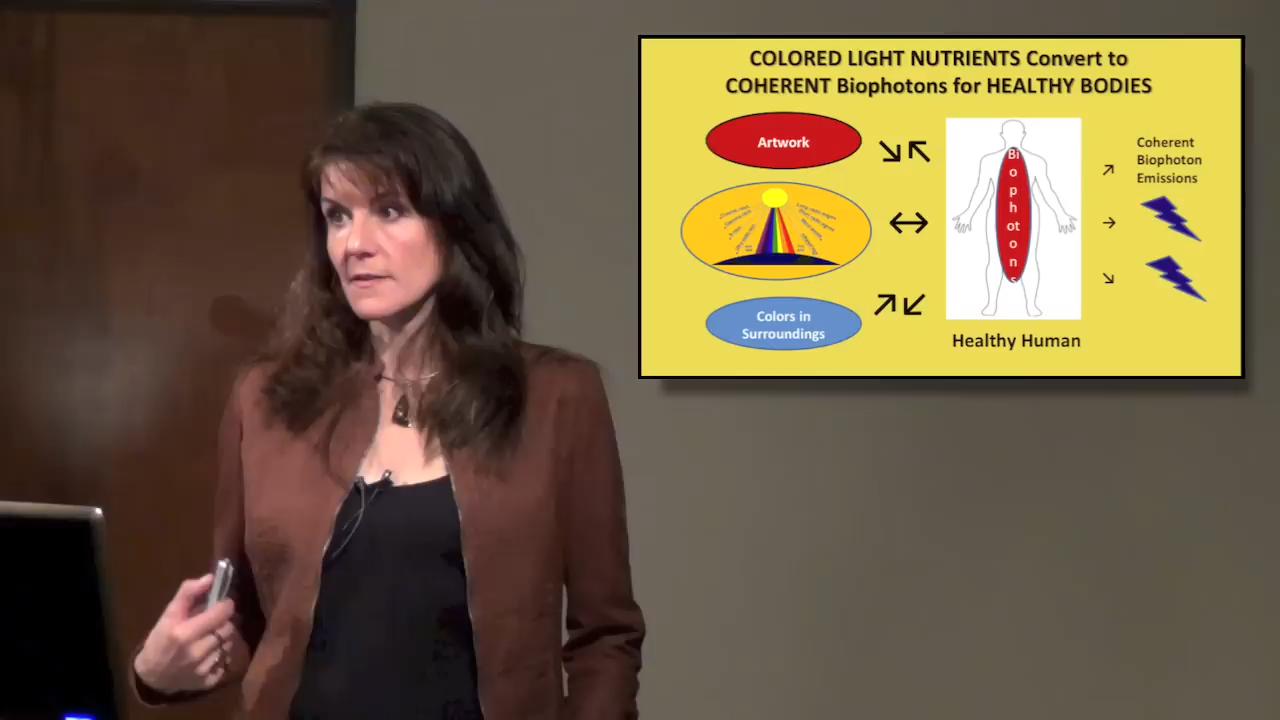 COLORED LIGHT NUTRIENTS Convert to
COHERENT Biophotons for HEALTHY BODIES
Artwork
Colors in
Surroundings
Bi
o
p
h
ot
o
n
s
Healthy Human
Coherent
Biophoton
Emissions